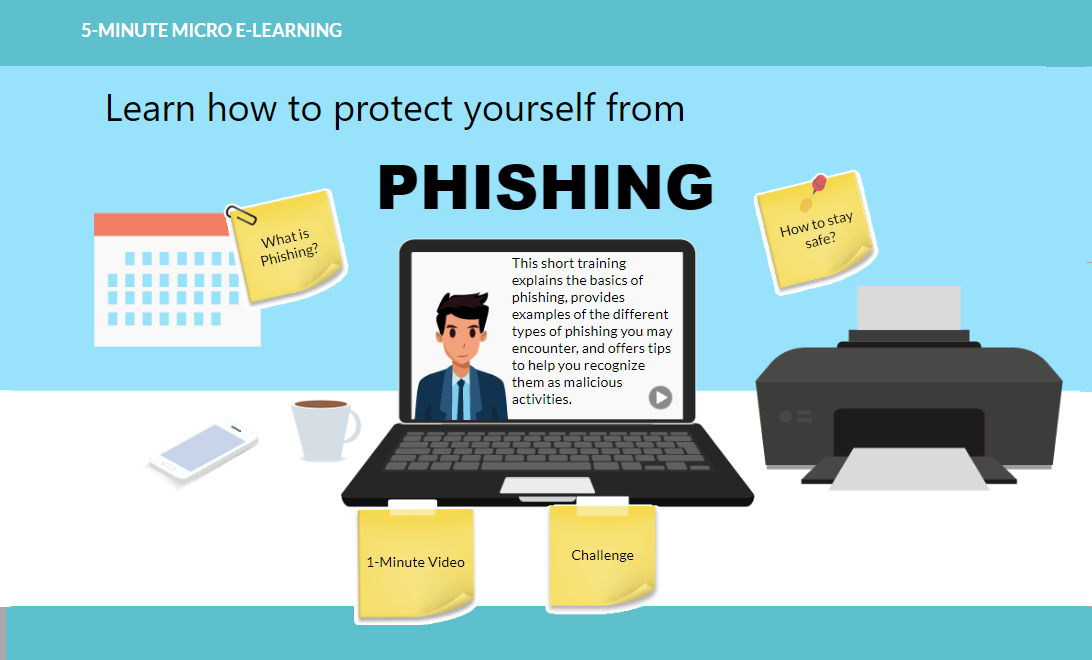 5-MINUTE MICRO E-LEARNING
Learn how to protect yourself from
PHISHING
What is
Phishing?
How to stay
safe?
This short training
explains the basics of
phishing, provides
examples of the different
types of phishing you may
encounter, and offers tips
to help you recognize
them as malicious
activities.
1-Minute Video
Challenge